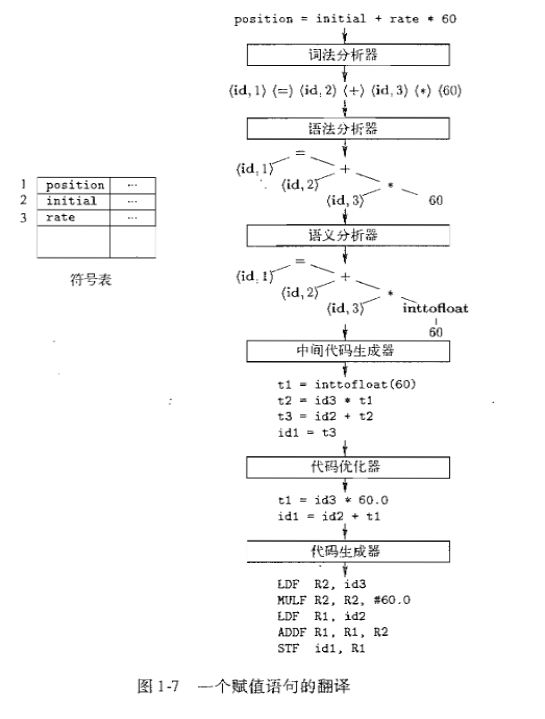 position = initial + rate * 60
词法分析器
⟨id, 1⟩ ⟨=⟩ ⟨id, 2⟩ ⟨+⟩ ⟨id, 3⟩ ⟨*⟩ ⟨60⟩
语法分析器
=
⟨id, 1⟩ +
⟨id, 2⟩ *
⟨id, 3⟩ 60
1 position ...
2 initial ...
3 rate ...
符号表
语义分析器
=
⟨id, 1⟩ +
⟨id, 2⟩ *
⟨id, 3⟩ inttofloat
60
中间代码生成器
t1 = inttofloat(60)
t2 = id3 * t1
t3 = id2 + t2
id1 = t3
代码优化器
t1 = id3 * 60.0
id1 = id2 + t1
代码生成器
LDF R2, id3
MULF R2, R2, #60.0
LDF R1, id2
ADDF R1, R1, R2
STF id1, R1
图 1-7 一个赋值语句的翻译